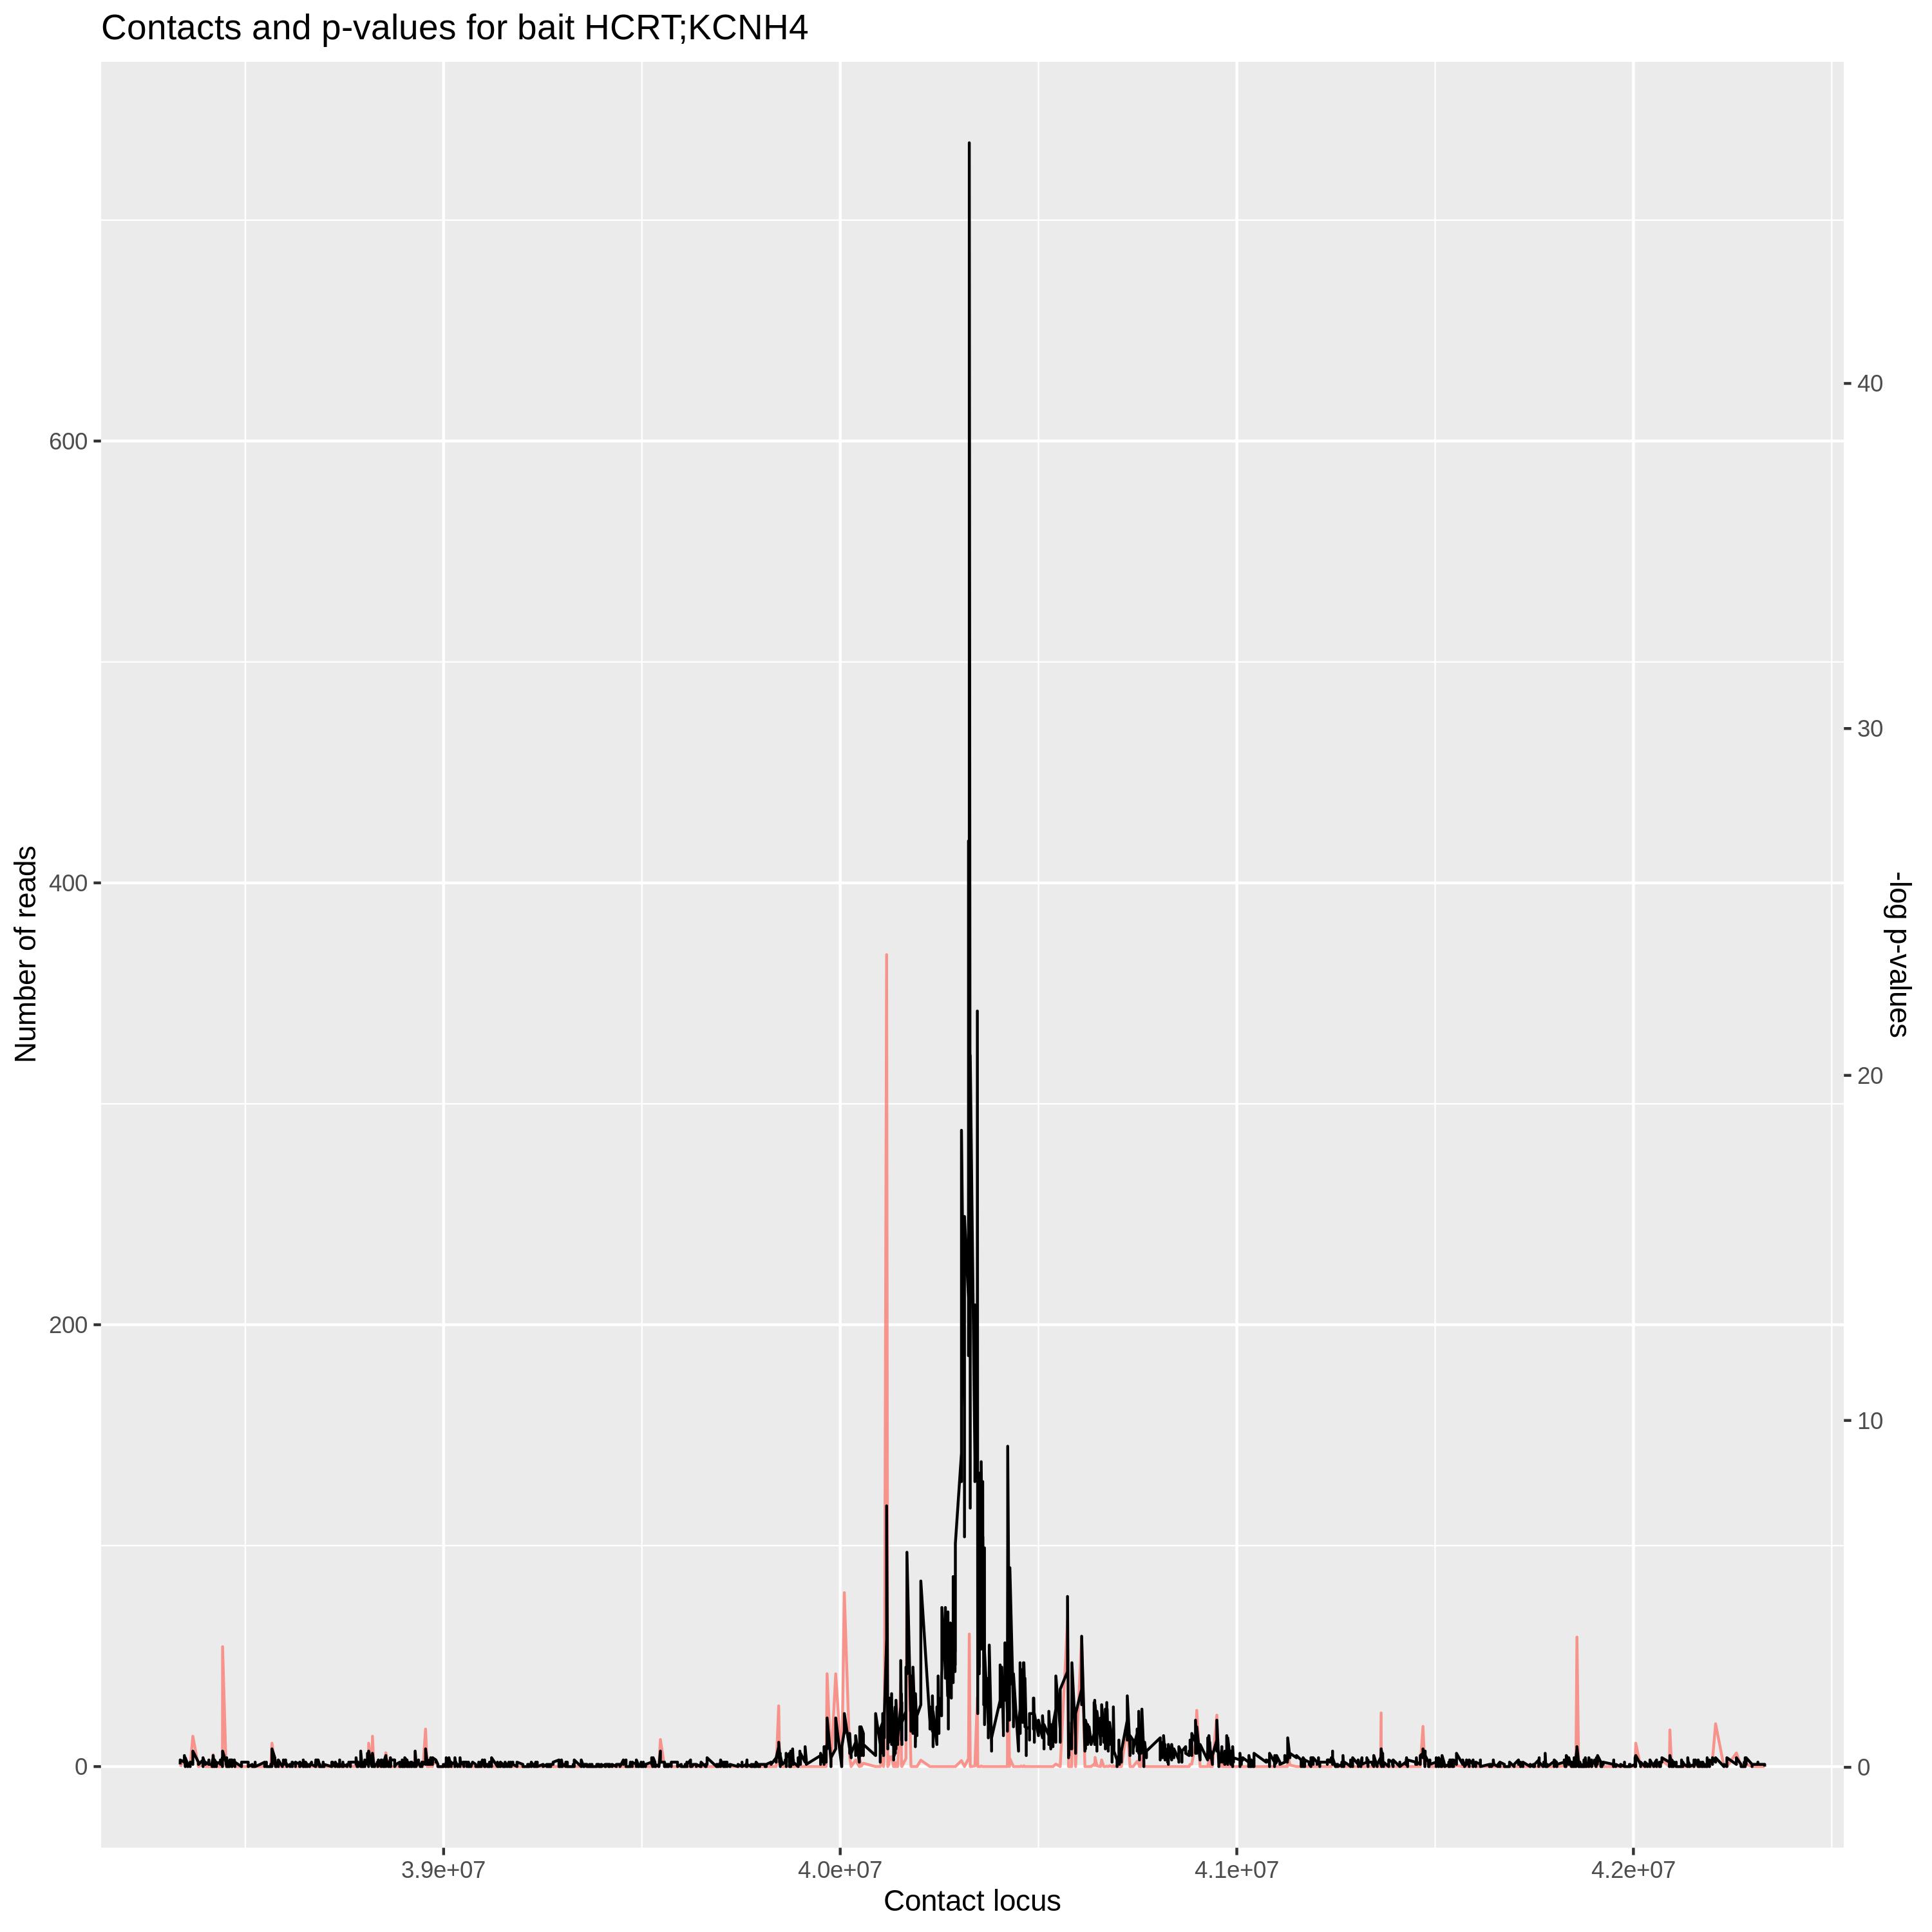 Contacts and p-values for bait HCRT;KCNH4
600
400
200
0
Number of reads
40
30
20
10
0
-log p-values
3.9e+07
4.0e+07
4.1e+07
4.2e+07
Contact locus